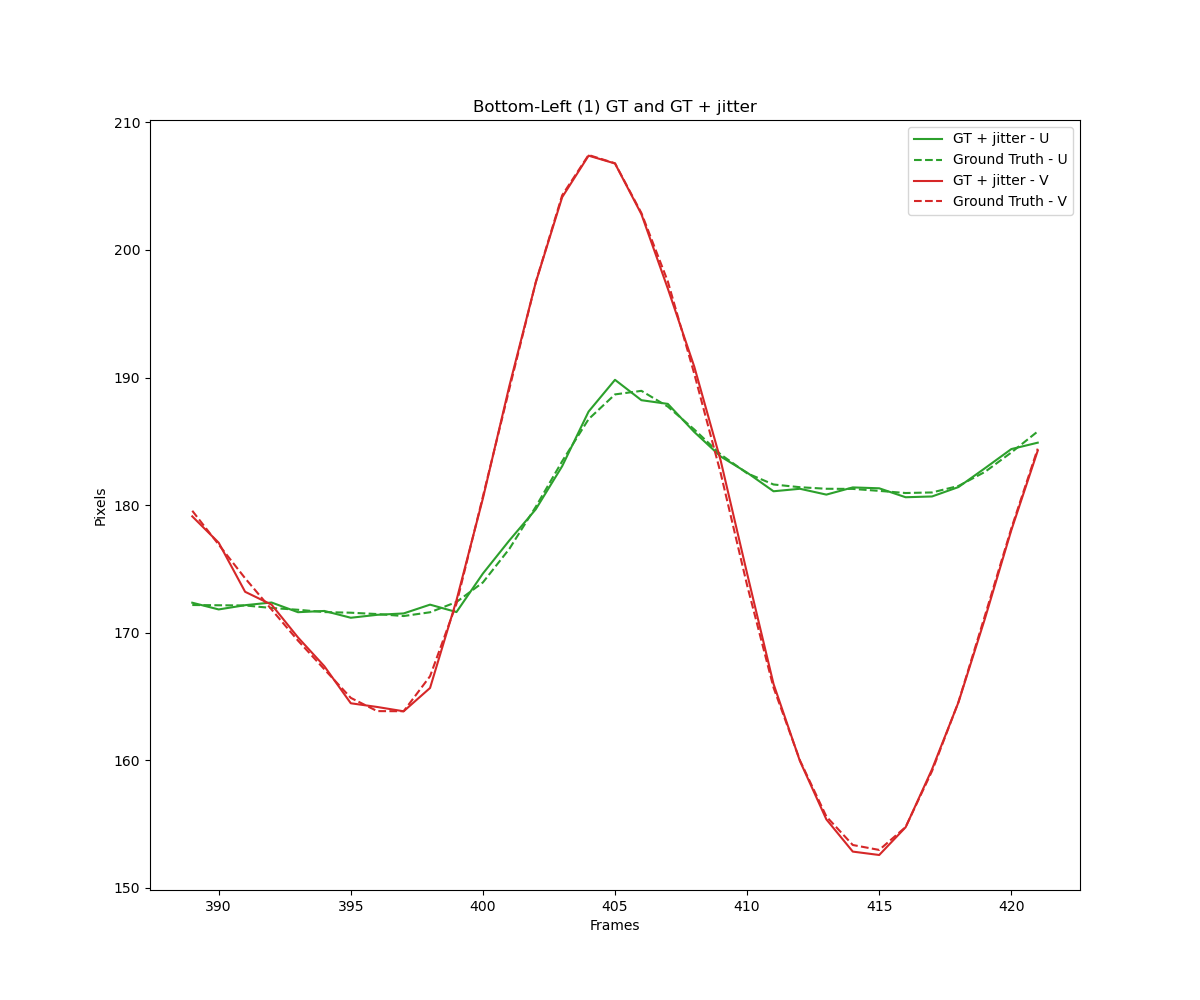 Bottom-Left (1) GT and GT + jitter
GT + jitter - U
Ground Truth - U
GT + jitter - V
Ground Truth - V
210
200
190
180
170
160
150
Pixels
390 395 400 405 410 415 420
Frames